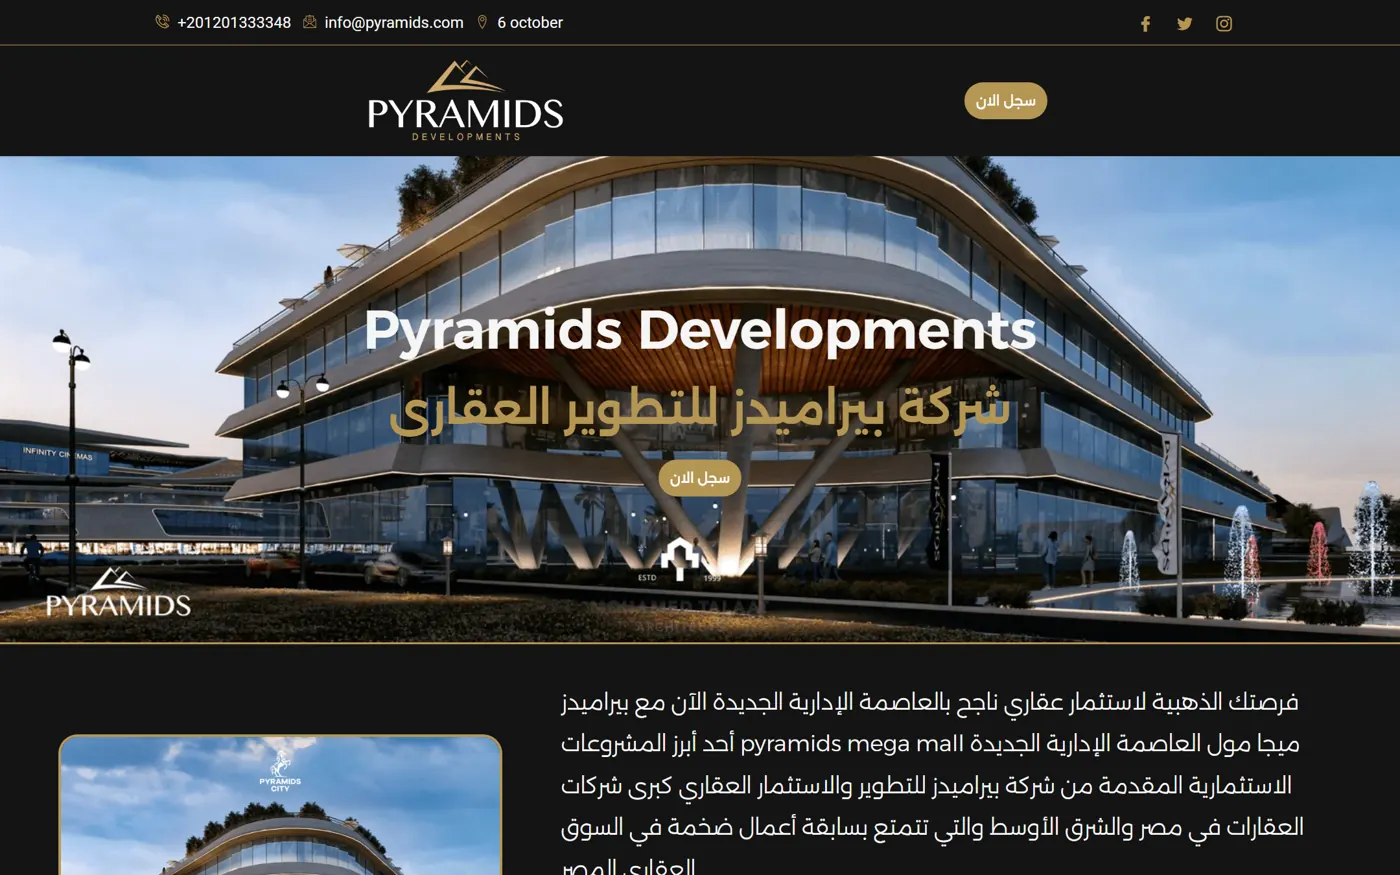 +201201333348 info@pyramids.com 6 october
PYRAMIDS
DEVELOPMENTS
سجل الان
Pyramids Developments
شركة بيراميدز للتطوير العقارى
سجل الان
INFINITY CINEMAS
PYRAMIDS
PYRAMIDS
ESTD 1999
PYRAMIDS
فرصتك الذهبية لاستثمار عقاري ناجح بالعاصمة الإدارية الجديدة الآن مع بيراميدز
ميجا مول العاصمة الإدارية الجديدة pyramids mega mall أحد أبرز المشروعات
الاستثمارية المقدمة من شركة بيراميدز للتطوير والاستثمار العقاري كبرى شركات
العقارات في مصر والشرق الأوسط والتي تتمتع بسابقة أعمال ضخمة في السوق
PYRAMIDS
CITY